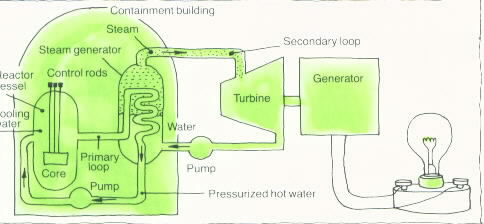 Containment building
Steam
Secondary loop
Steam generator
Control rods
Generator
Turbine
Water
Core
Primary
loop
Pump
Pump
Pressurized hot water